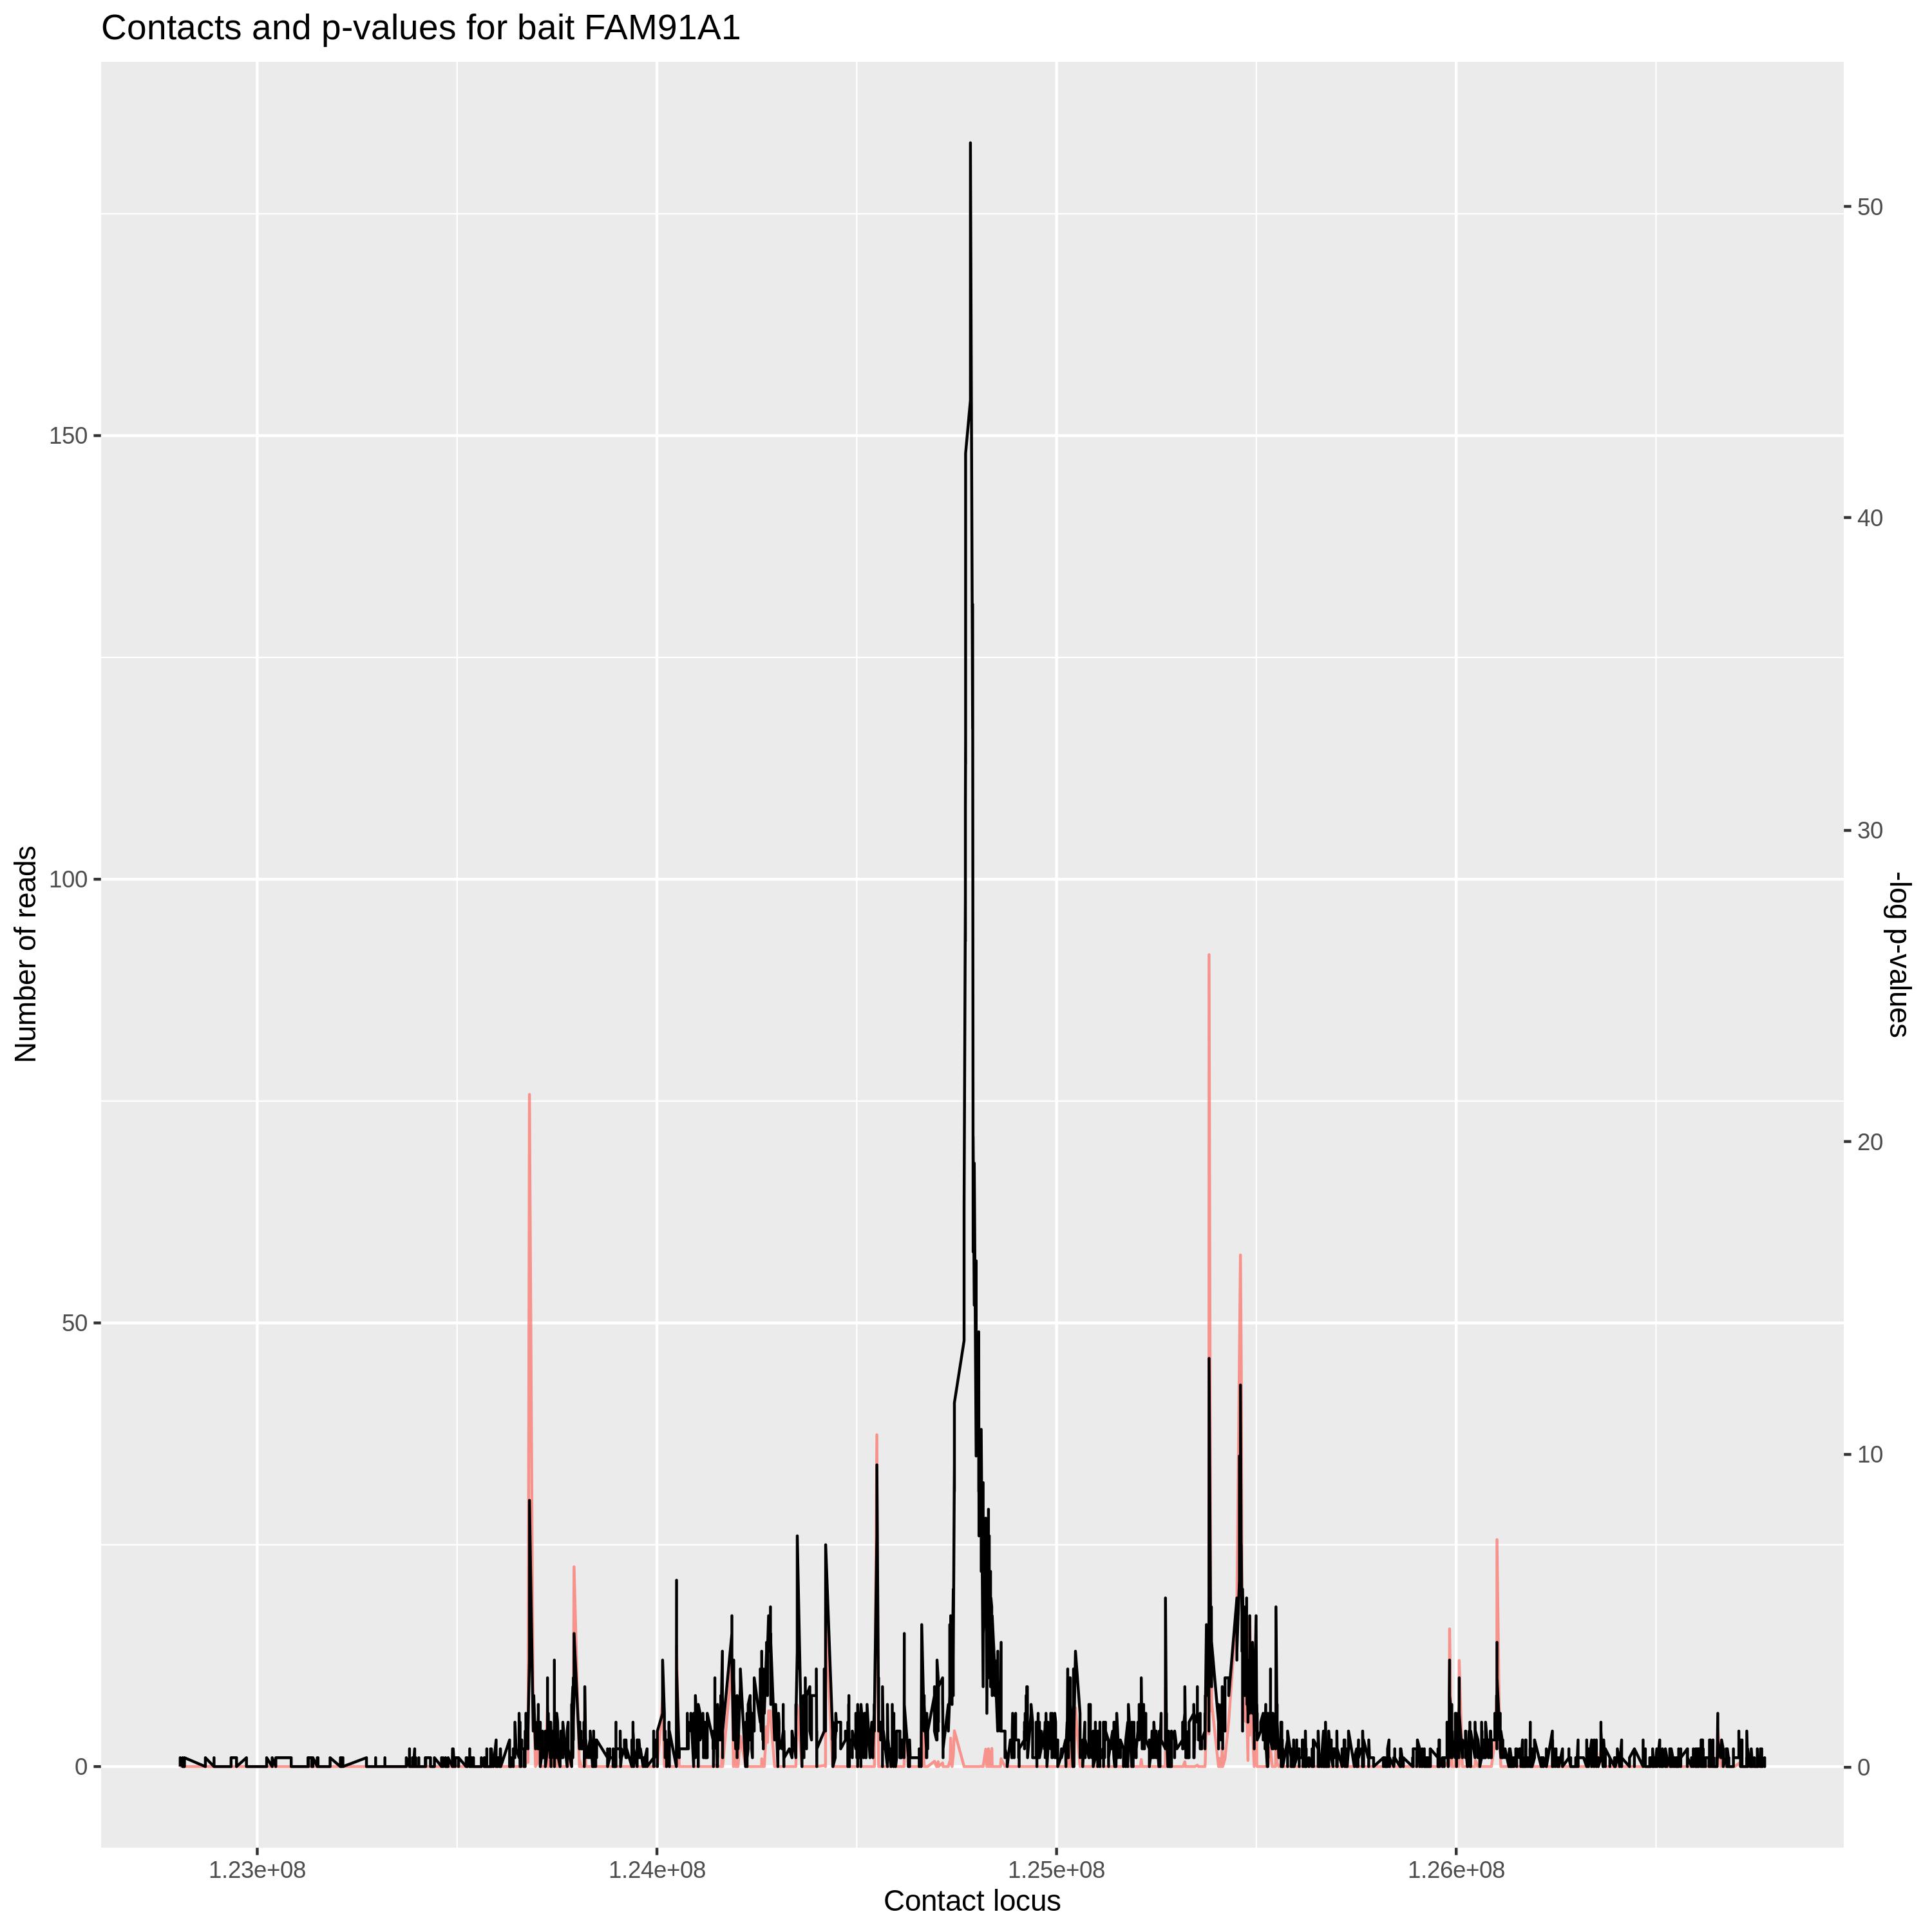 Contacts and p-values for bait FAM91A1
Number of reads
150
100
50
0
50
40
30
20
10
0
-log p-values
1.23e+08
1.24e+08
1.25e+08
1.26e+08
Contact locus